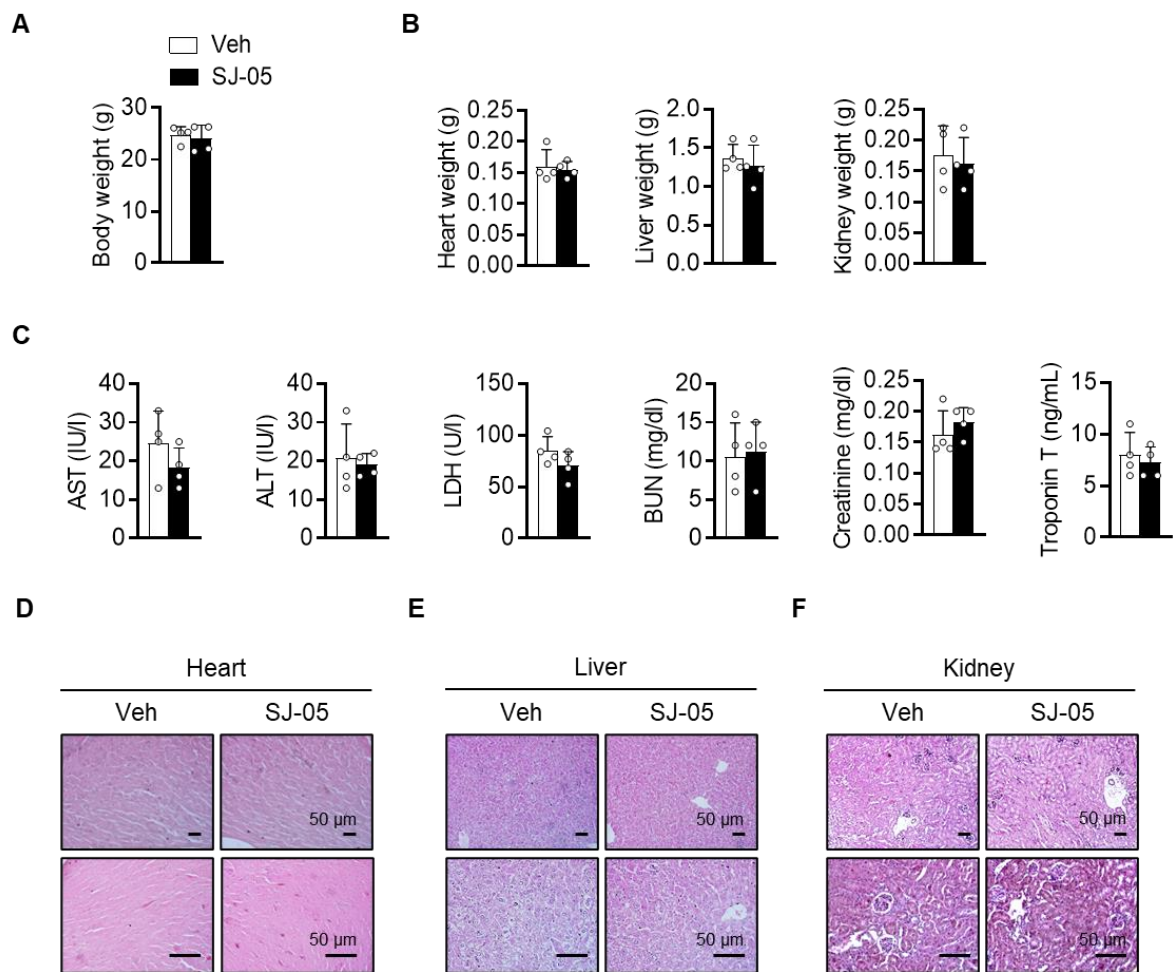 A
Veh
SJ-05
Body weight (g)
30
20
10
0
B
Heart weight (g)
0.25
0.20
0.15
0.10
0.05
0.00
Liver weight (g)
2.0
1.5
1.0
0.5
0.0
Kidney weight (g)
0.25
0.20
0.15
0.10
0.05
0.00
C
AST (IU/l)
40
30
20
10
0
ALT (IU/l)
40
30
20
10
0
LDH (U/l)
150
100
50
0
BUN (mg/dl)
20
15
10
5
0
Creatinine (mg/dl)
0.25
0.20
0.15
0.10
0.05
0.00
Troponin T (ng/mL)
15
10
5
0
D
Heart
Veh SJ-05
50 µm
50 µm
E
Liver
Veh SJ-05
50 µm
50 µm
F
Kidney
Veh SJ-05
50 µm
50 µm